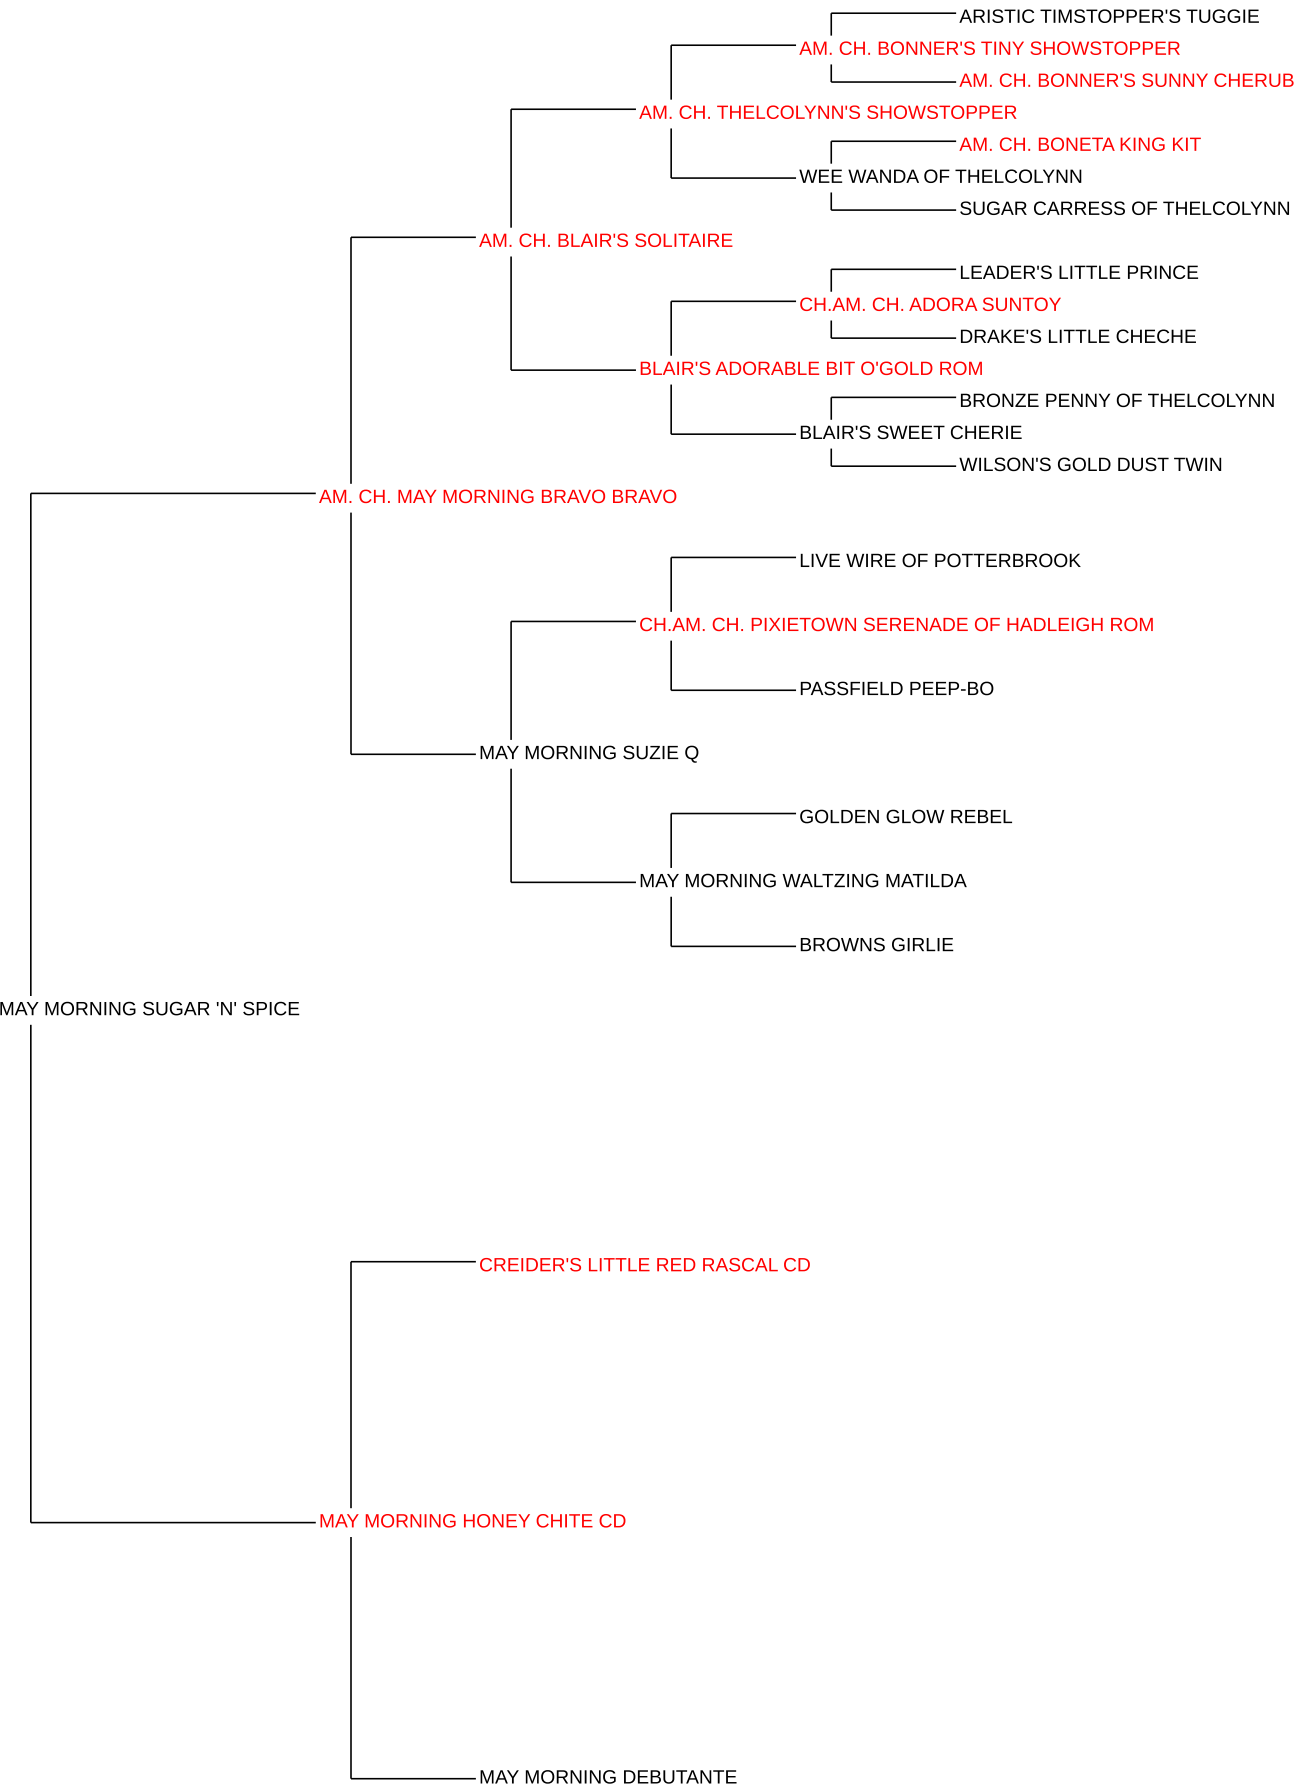 ARISTIC TIMSTOPPER'S TUGGIE
AM. CH. BONNER'S TINY SHOWSTOPPER
AM. CH. BONNER'S SUNNY CHERUB
AM. CH. THELCOLYNN'S SHOWSTOPPER
AM. CH. BONETA KING KIT
WEE WANDA OF THELCOLYNN
SUGAR CARRESS OF THELCOLYNN
AM. CH. BLAIR'S SOLITAIRE
LEADER'S LITTLE PRINCE
CH.AM. CH. ADORA SUNTOY
DRAKE'S LITTLE CHECHE
BLAIR'S ADORABLE BIT O'GOLD ROM
BRONZE PENNY OF THELCOLYNN
BLAIR'S SWEET CHERIE
WILSON'S GOLD DUST TWIN
AM. CH. MAY MORNING BRAVO BRAVO
LIVE WIRE OF POTTERBROOK
CH.AM. CH. PIXIETOWN SERENADE OF HADLEIGH ROM
PASSFIELD PEEP-BO
MAY MORNING SUZIE Q
GOLDEN GLOW REBEL
MAY MORNING WALTZING MATILDA
BROWNS GIRLIE
MAY MORNING SUGAR 'N' SPICE
CREIDER'S LITTLE RED RASCAL CD
MAY MORNING HONEY CHITE CD
MAY MORNING DEBUTANTE